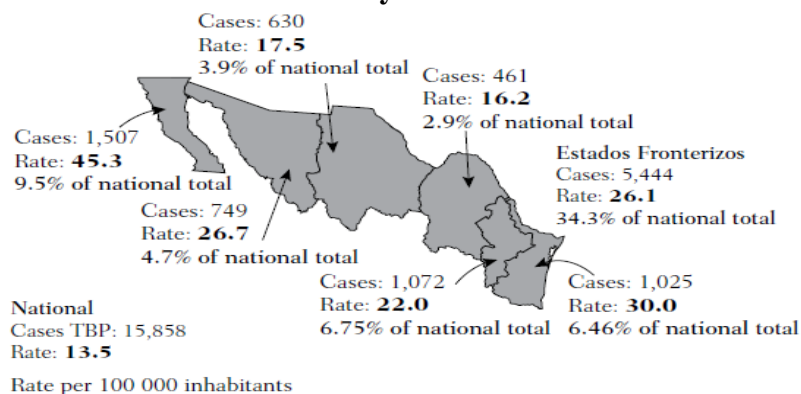 Cases: 630
Rate: 17.5
3.9% of national total
Cases: 461
Rate: 16.2
2.9% of national total
Cases: 1,507
Rate: 45.3
9.5% of national total
Estados Fronterizos
Cases: 5,444
Rate: 26.1
34.3% of national total
Cases: 749
Rate: 26.7
4.7% of national total
Cases: 1,072
Rate: 22.0
6.75% of national total
Cases: 1,025
Rate: 30.0
6.46% of national total
National
Cases TBP: 15,858
Rate: 13.5
Rate per 100 000 inhabitants